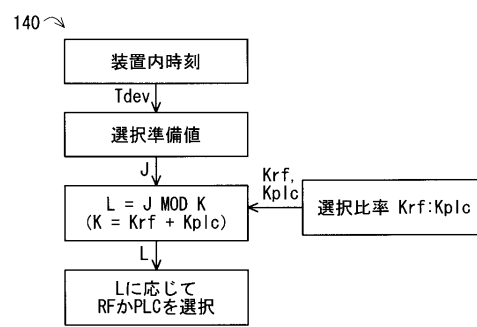 140
装置内時刻
Tdev
選択準備値
J
Krf,
Kplc
L = J MOD K
(K = Krf + Kplc)
選択比率 Krf:Kplc
L
Lに応じて
RFかPLCを選択